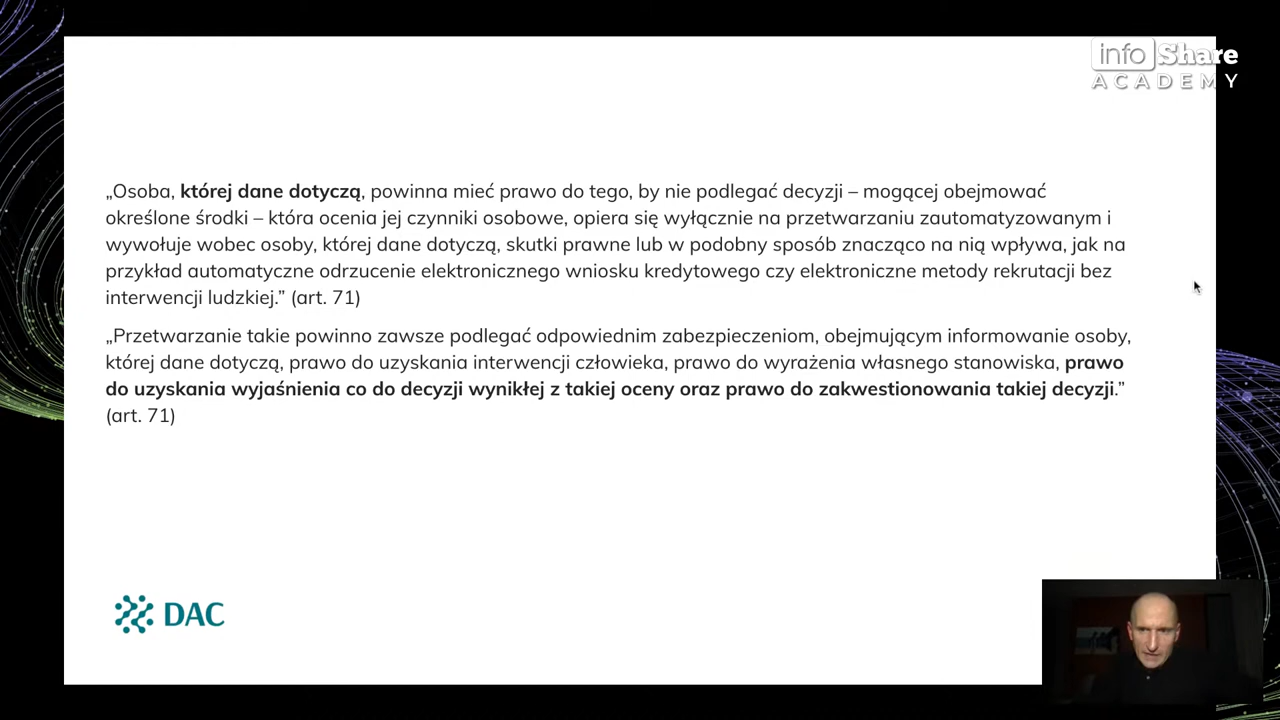 info Share
ACADEMY
„Osoba, której dane dotyczą, powinna mieć prawo do tego, by nie podlegać decyzji – mogącej obejmować
określone środki – która ocenia jej czynniki osobowe, opiera się wyłącznie na przetwarzaniu zautomatyzowanym i
wywołuje wobec osoby, której dane dotyczą, skutki prawne lub w podobny sposób znacząco na nią wpływa, jak na
przykład automatyczne odrzucenie elektronicznego wniosku kredytowego czy elektroniczne metody rekrutacji bez
interwencji ludzkiej.” (art. 71)
„Przetwarzanie takie powinno zawsze podlegać odpowiednim zabezpieczeniom, obejmującym informowanie osoby,
której dane dotyczą, prawo do uzyskania interwencji człowieka, prawo do wyrażenia własnego stanowiska, prawo
do uzyskania wyjaśnienia co do decyzji wynikłej z takiej oceny oraz prawo do zakwestionowania takiej decyzji.”
(art. 71)
DAC